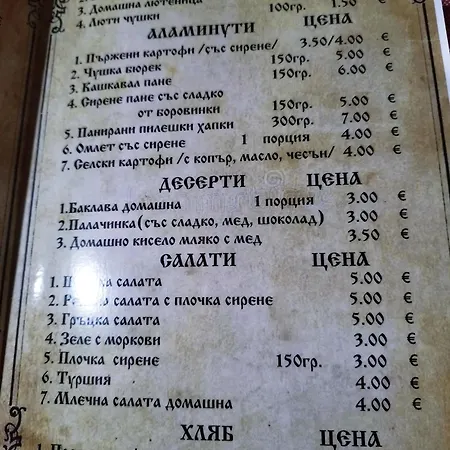 3. Домашна лютеница 100гр. 1.50 €
4. Люти чушки
АЛАМИНУТИ ЦЕНА
1. Пържени картофи /със сирене/ 3.50/4.00 €
2. Чушка бюрек 150гр. 5.00 €
3. Кашкавал пане 150гр. 6.00 €
4. Сирене пане със сладко
от боровинки 150гр. 5.00 €
5. Панирани пилешки хапки 300гр. 7.00 €
6. Омлет със сирене 1 порция 4.00 €
7. Селски картофи /с копър, масло, чесън/ 4.00 €
ДЕСЕРТИ ЦЕНА
1.Баклава домашна 1 порция 3.00 €
2.Палачинка(със сладко, мед, шоколад) 3.00 €
3. Домашно кисело мляко с мед 3.50 €
САЛАТИ ЦЕНА
1. салата 5.00 €
2. салата с плочка сирене 5.00 €
3. Гръцка салата 5.00 €
4. Зеле с моркови 3.00 €
5. Плочка сирене 150гр. 3.00 €
6. Туршия 4.00 €
7. Млечна салата домашна 4.00 €
ХЛЯБ ЦЕНА